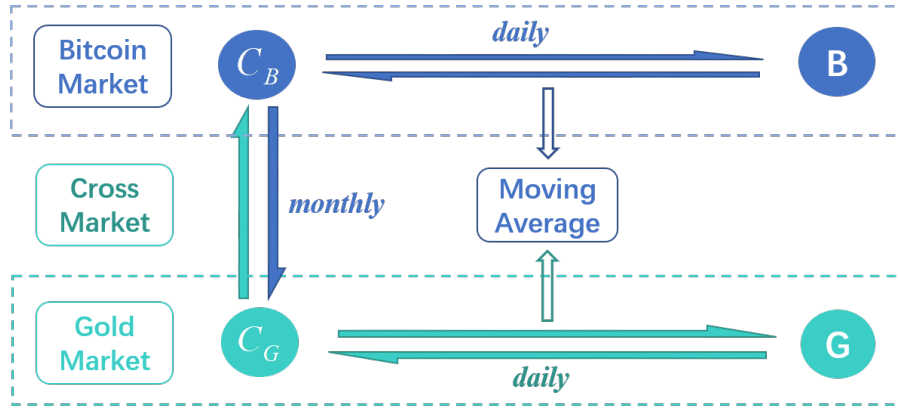 Bitcoin
Market
C_B
daily
B
Cross
Market
monthly
Moving
Average
Gold
Market
C_G
daily
G